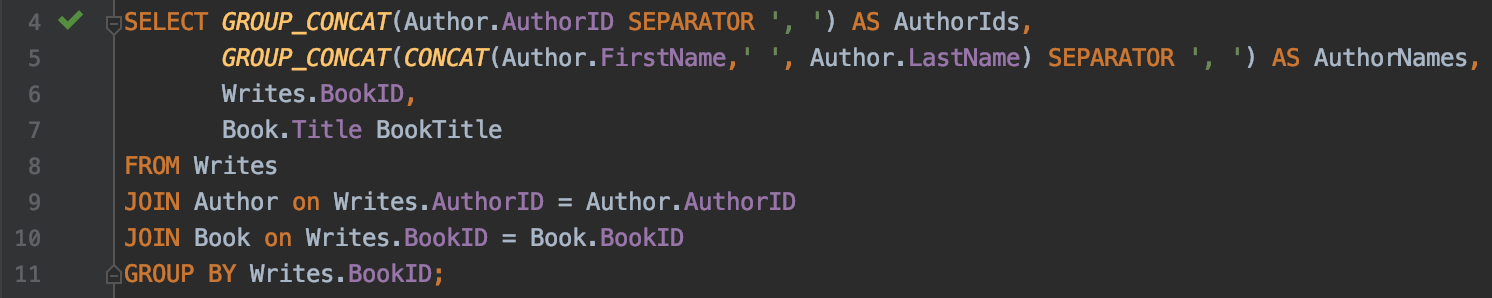 4 SELECT GROUP_CONCAT(Author.AuthorID SEPARATOR ', ') AS AuthorIds,
5 GROUP_CONCAT(CONCAT(Author.FirstName,' ', Author.LastName) SEPARATOR ', ') AS AuthorNames,
6 Writes.BookID,
7 Book.Title BookTitle
8 FROM Writes
9 JOIN Author on Writes.AuthorID = Author.AuthorID
10 JOIN Book on Writes.BookID = Book.BookID
11 GROUP BY Writes.BookID;